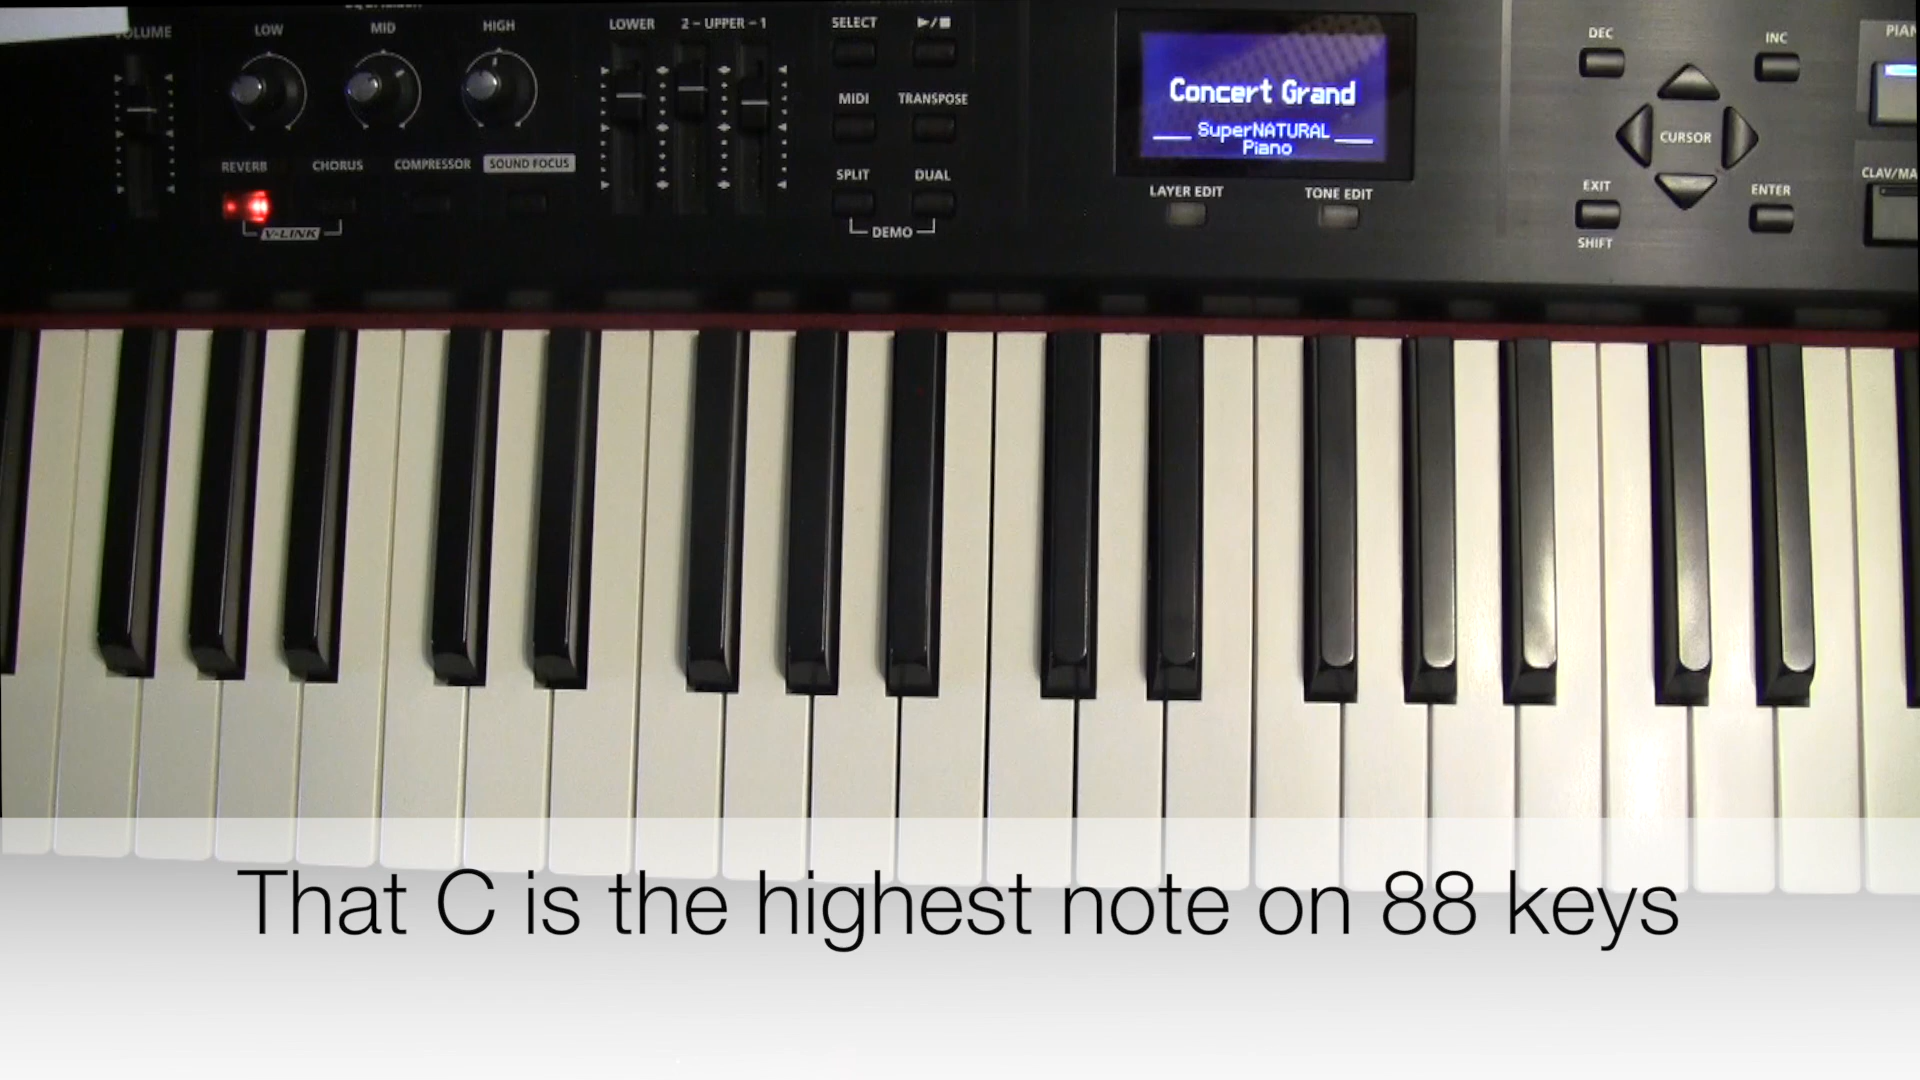 VOLUME
LOW
MID
HIGH
LOWER
2 – UPPER – 1
SELECT
►/■
MIDI
TRANSPOSE
REVERB
CHORUS
COMPRESSOR
SOUND FOCUS
V-LINK
SPLIT
DUAL
DEMO
Concert Grand
SuperNATURAL
Piano
LAYER EDIT
TONE EDIT
DEC
INC
CURSOR
EXIT
ENTER
SHIFT
That C is the highest note on 88 keys